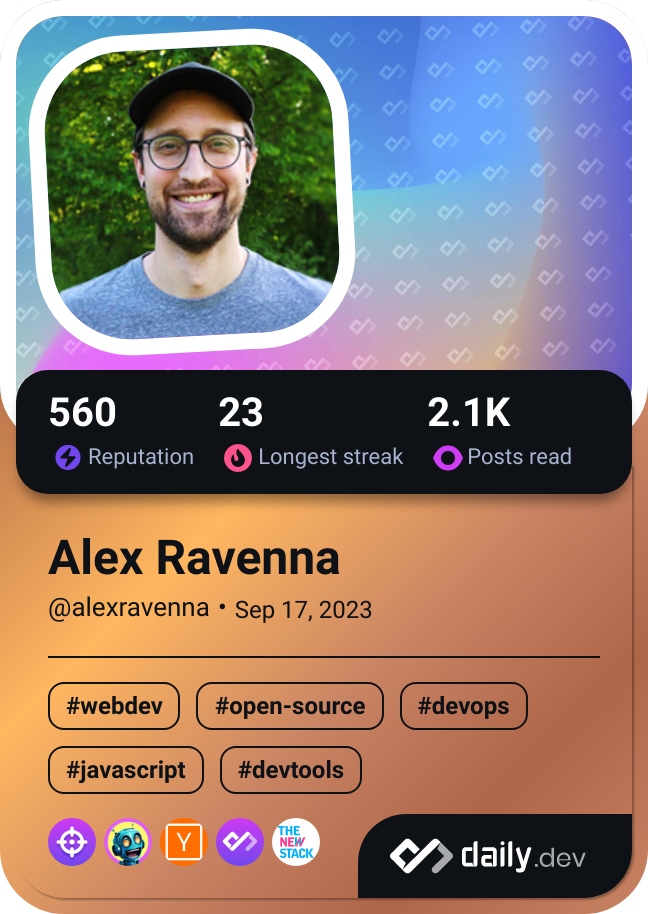 560 23 2.1K
Reputation Longest streak Posts read
Alex Ravenna
@alexravenna • Sep 17, 2023
#webdev #open-source #devops
#javascript #devtools
Y
THE
NEW
STACK
daily.dev